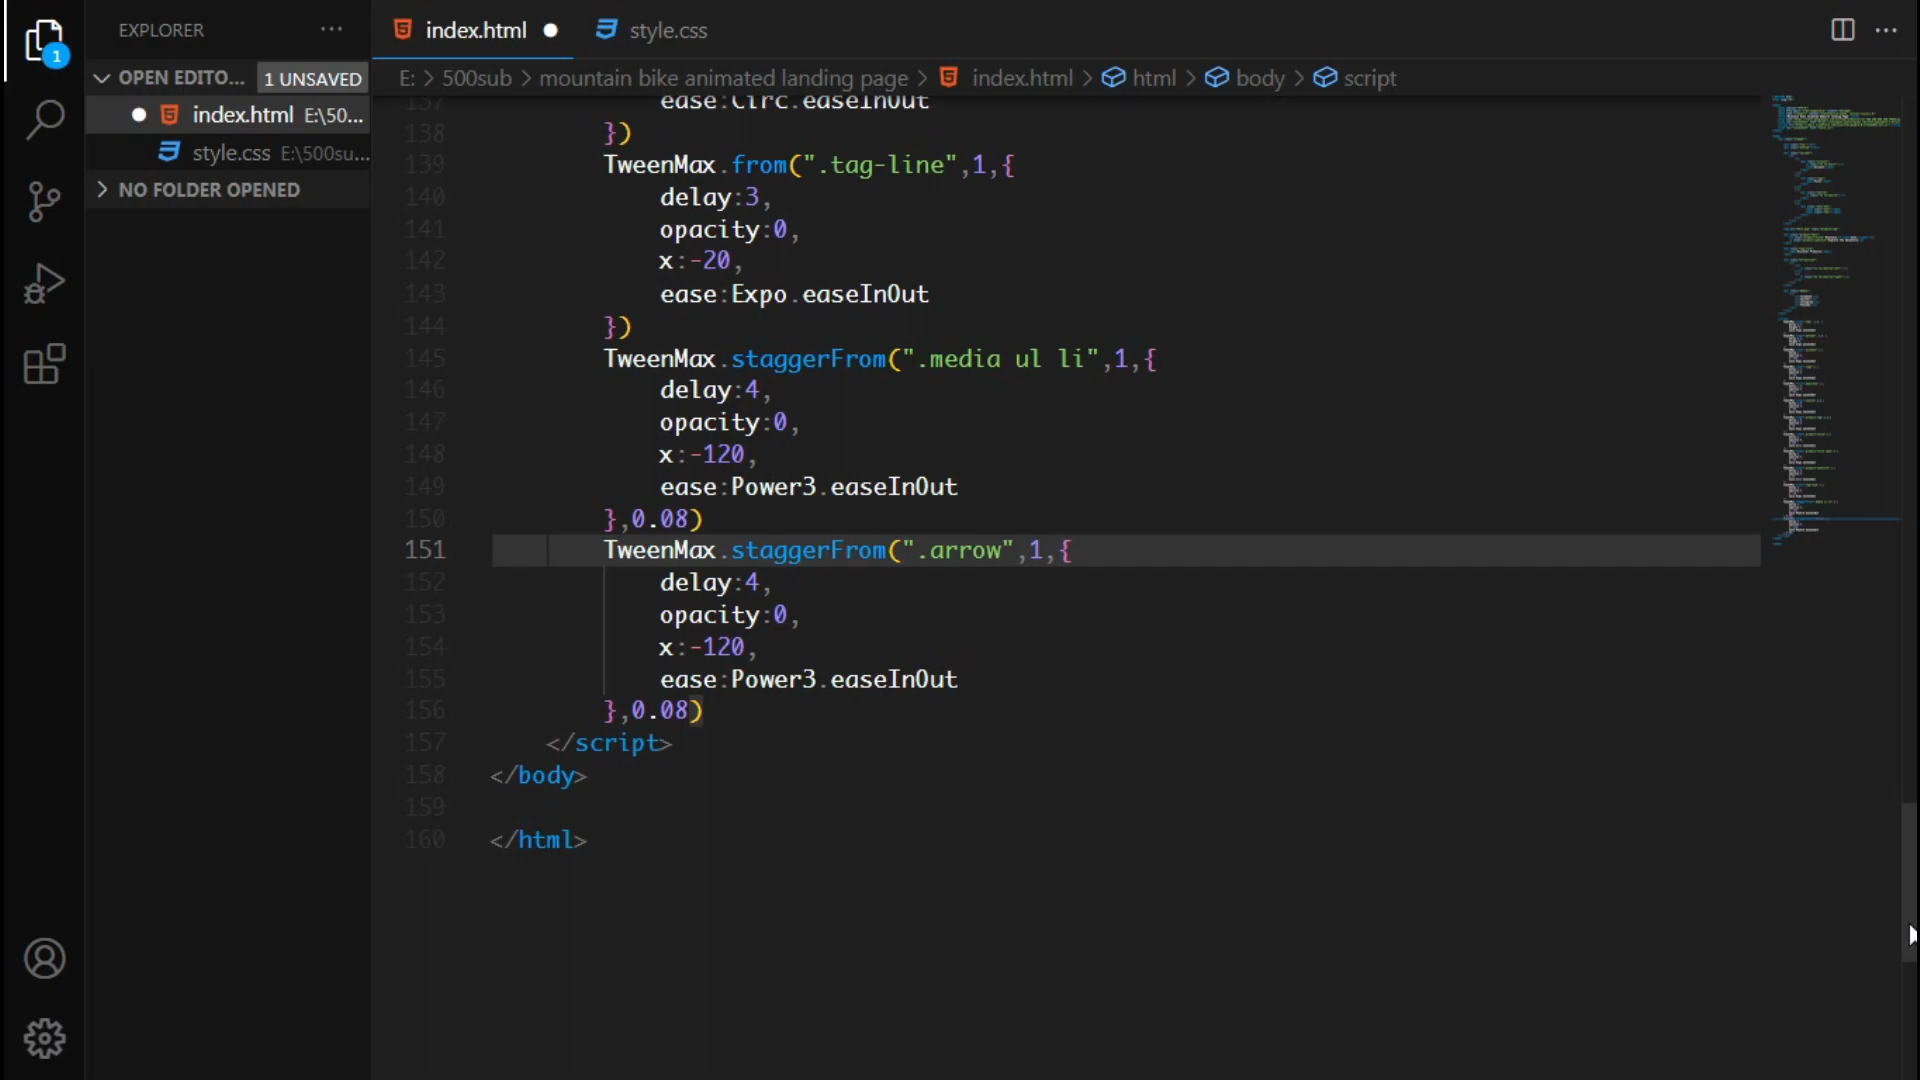 EXPLORER
OPEN EDITO... 1 UNSAVED
index.html E:\50...
style.css E:\500su...
NO FOLDER OPENED
index.html style.css
E: > 500sub > mountain bike animated landing page > index.html > html > body > script
137 ease:Circ.easeInOut
138 })
139 TweenMax.from(".tag-line",1,{
140 delay:3,
141 opacity:0,
142 x:-20,
143 ease:Expo.easeInOut
144 })
145 TweenMax.staggerFrom(".media ul li",1,{
146 delay:4,
147 opacity:0,
148 x:-120,
149 ease:Power3.easeInOut
150 },0.08)
151 TweenMax.staggerFrom(".arrow",1,{
152 delay:4,
153 opacity:0,
154 x:-120,
155 ease:Power3.easeInOut
156 },0.08)
157 </script>
158 </body>
159
160 </html>
1